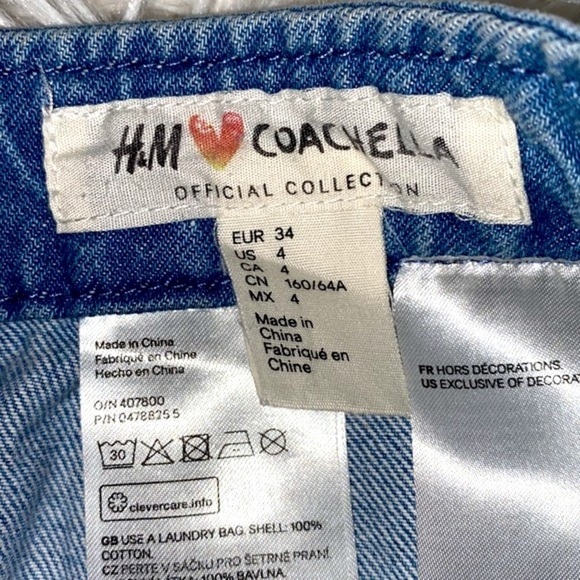 H&M COACHELLA
OFFICIAL COLLECTION
EUR 34
US 4
CA 4
CN 160/64A
MX 4
Made in
China
Fabriqué en
Chine
Made in China
Fabriqué en Chine
Hecho en China
O/N 407800
P/N 0478825 5
30
clevercare.info
GB USE A LAUNDRY BAG. SHELL: 100%
COTTON.
CZ PERTE V SÁČKU PRO ŠETRNÉ PRANÍ.
100% BAVLNA.
FR HORS DÉCORATIONS.
US EXCLUSIVE OF DECORAT